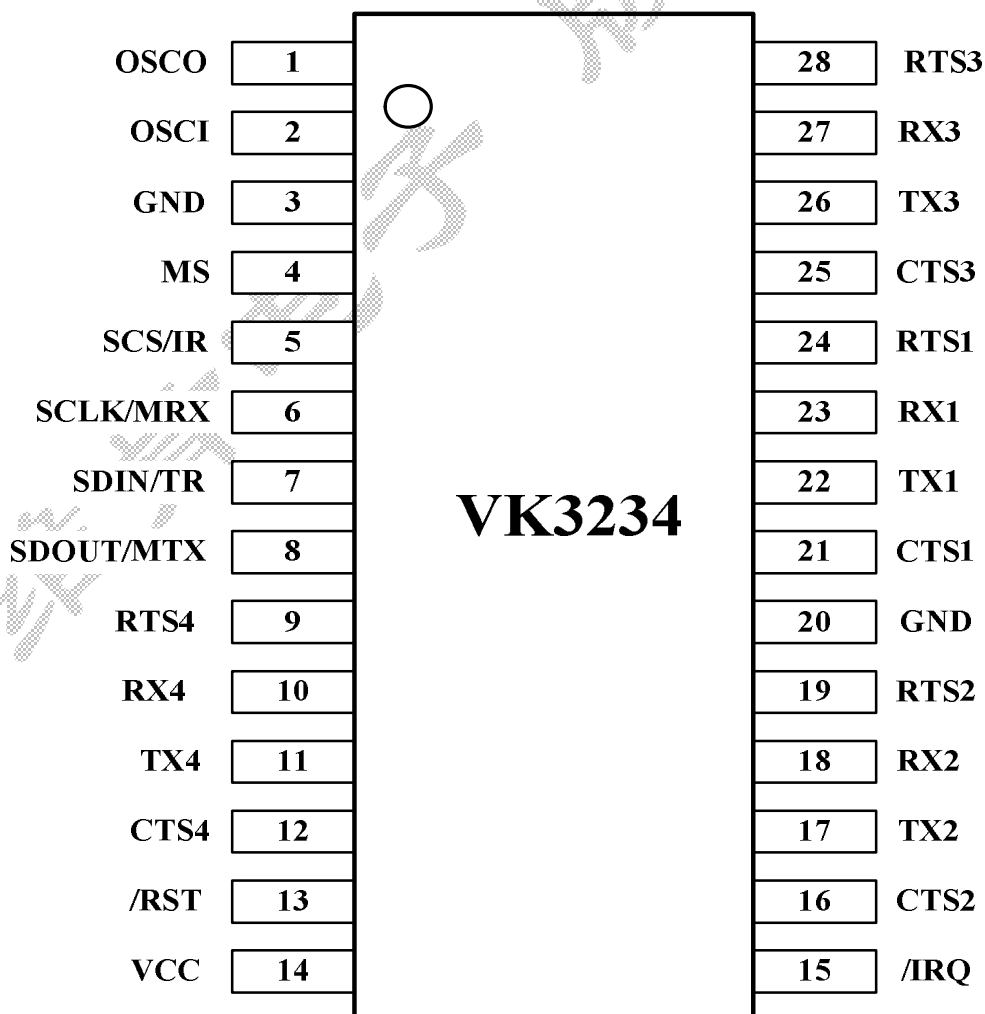 OSCO 1 28 RTS3
OSCI 2 27 RX3
GND 3 26 TX3
MS 4 25 CTS3
SCS/IR 5 24 RTS1
SCLK/MRX 6 23 RX1
SDIN/TR 7 22 TX1
VK3234
SDOUT/MTX 8 21 CTS1
RTS4 9 20 GND
RX4 10 19 RTS2
TX4 11 18 RX2
CTS4 12 17 TX2
/RST 13 16 CTS2
VCC 14 15 /IRQ